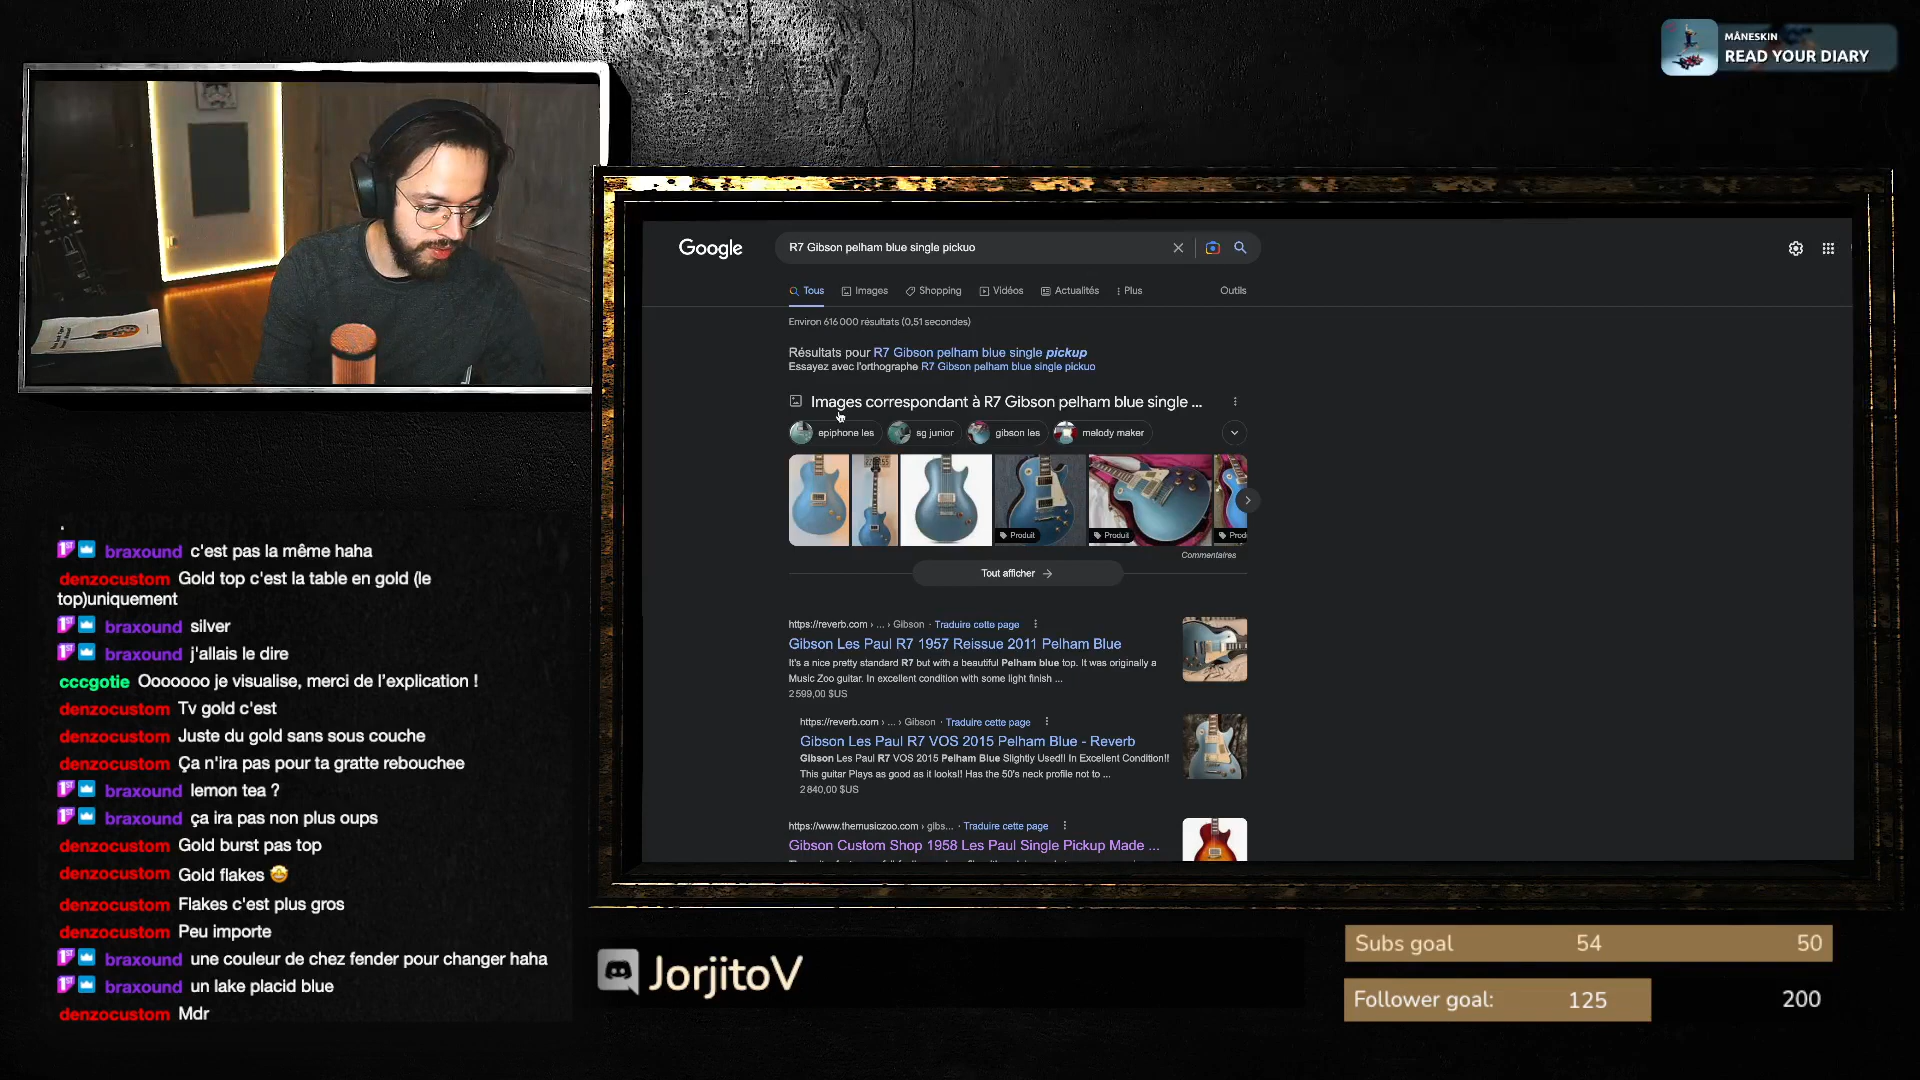 MÅNESKIN
READ YOUR DIARY
Google
R7 Gibson pelham blue single pickuo
Tous
Images
Shopping
Vidéos
Actualités
Plus
Outils
Environ 616 000 résultats (0,51 secondes)
Résultats pour R7 Gibson pelham blue single pickup
Essayez avec l'orthographe R7 Gibson pelham blue single pickuo
Images correspondant à R7 Gibson pelham blue single ...
epiphone les
sg junior
gibson les
melody maker
Produit
Produit
Prod
Commentaires
Tout afficher
https://reverb.com › ... › Gibson · Traduire cette page
Gibson Les Paul R7 1957 Reissue 2011 Pelham Blue
It's a nice pretty standard R7 but with a beautiful Pelham blue top. It was originally a
Music Zoo guitar. In excellent condition with some light finish ...
2 599,00 $US
https://reverb.com › ... › Gibson · Traduire cette page
Gibson Les Paul R7 VOS 2015 Pelham Blue - Reverb
Gibson Les Paul R7 VOS 2015 Pelham Blue Slightly Used!! In Excellent Condition!!
This guitar Plays as good as it looks!! Has the 50's neck profile not to ...
2 840,00 $US
https://www.themusiczoo.com › gibs... · Traduire cette page
Gibson Custom Shop 1958 Les Paul Single Pickup Made ...
braxound c'est pas la même haha
denzocustom Gold top c'est la table en gold (le
top)uniquement
braxound silver
braxound j'allais le dire
cccgotie Ooooooo je visualise, merci de l'explication !
denzocustom Tv gold c'est
denzocustom Juste du gold sans sous couche
denzocustom Ça n'ira pas pour ta gratte rebouchee
braxound lemon tea ?
braxound ça ira pas non plus oups
denzocustom Gold burst pas top
denzocustom Gold flakes 🤩
denzocustom Flakes c'est plus gros
denzocustom Peu importe
braxound une couleur de chez fender pour changer haha
braxound un lake placid blue
denzocustom Mdr
JorjitoV
Subs goal 54 50
Follower goal: 125 200